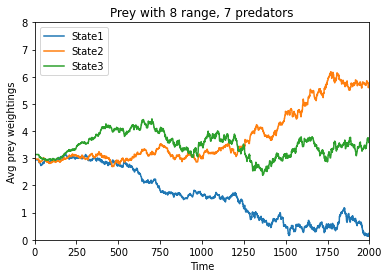 Prey with 8 range, 7 predators
State1
State2
State3
Avg prey weightings
8
7
6
5
4
3
2
1
0
0 250 500 750 1000 1250 1500 1750 2000
Time